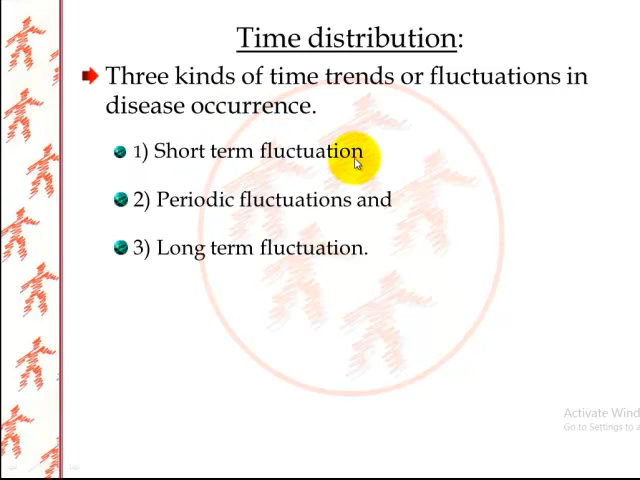 Time distribution:
Three kinds of time trends or fluctuations in
disease occurrence.
1) Short term fluctuation
2) Periodic fluctuations and
3) Long term fluctuation.
Activate Wind
Go to Settings to a